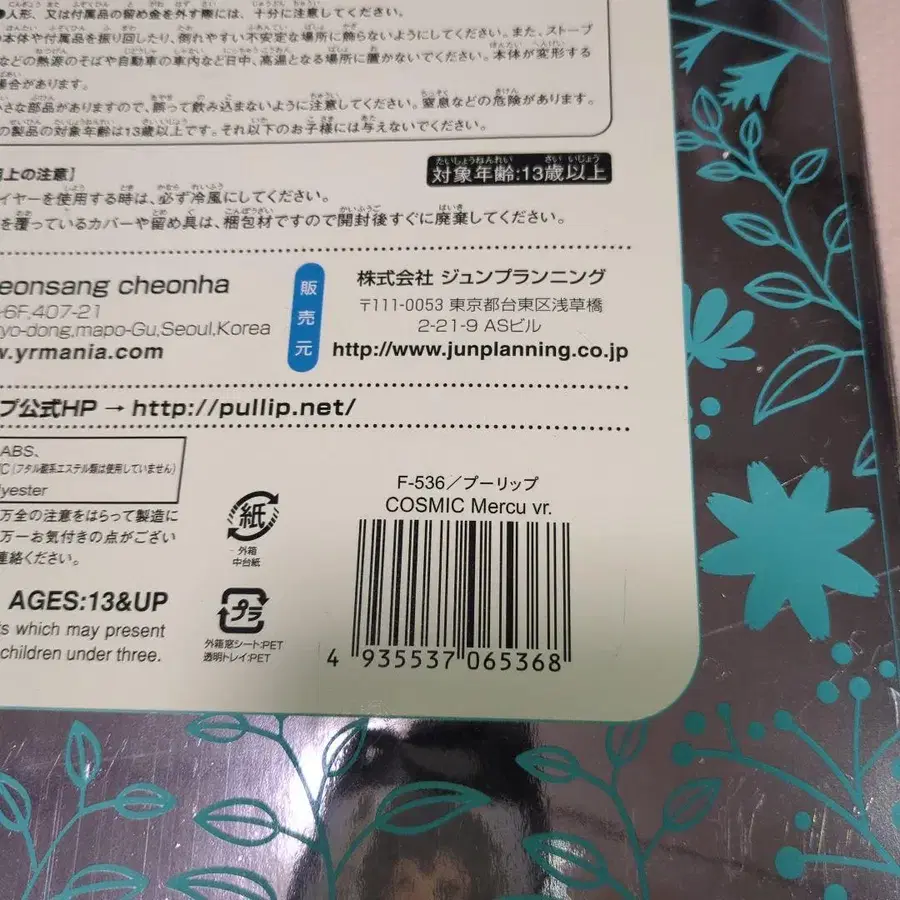 ●人形、又は付属品の留め金を外す際には、十分に注意してください。
本体や付属品を振り回したり、倒れやすい不安定な場所に飾らないようにしてください。また、ストーブ
などの熱源のそばや自動車の車内など日中、高温となる場所に置かないでください。本体が変形する
場合があります。
小さな部品がありますので、誤って飲み込まないように注意してください。窒息などの危険があります。
の製品の対象年齢は13歳以上です。それ以下のお子様には与えないでください。
対象年齢:13歳以上
上の注意】
イヤーを使用する時は、必ず冷風にしてください。
を覆っているカバーや留め具は、梱包材ですので開封後すぐに廃棄してください。
eonsang cheonha
-6F,407-21
yo-dong,mapo-Gu,Seoul,Korea
w.yrmania.com
販売元
株式会社 ジュンプランニング
〒111-0053 東京都台東区浅草橋
2-21-9 ASビル
http://www.junplanning.co.jp
プ公式HP → http://pullip.net/
ABS、
C (フタル酸系エステル類は使用していません)
yester
万全の注意をはらって製造に
万一お気付きの点がござい
連絡ください。
AGES:13&UP
ts which may present
children under three.
紙
外箱
中台紙
プラ
外箱窓シート:PET
透明トレイ:PET
F-536/プーリップ
COSMIC Mercu vr.
4 935537 065368